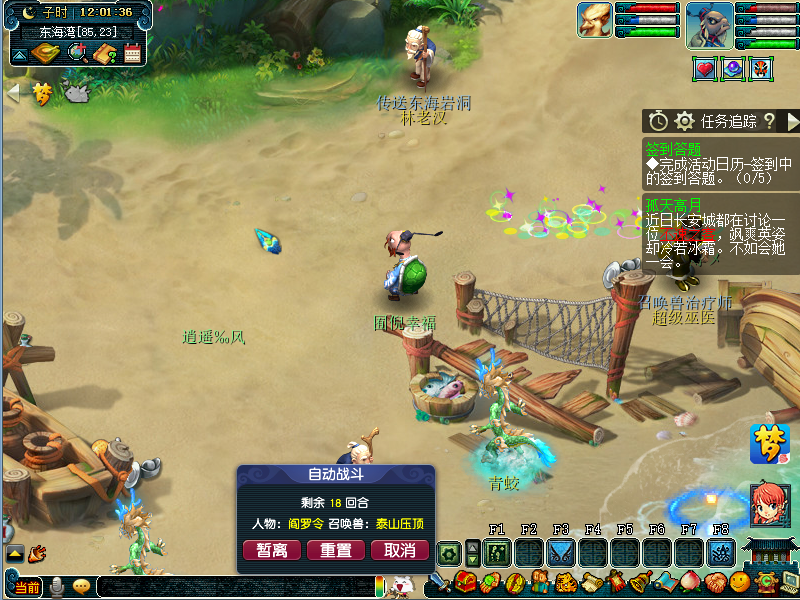 子时 12:01:36
东海湾[85,23]
传送东海岩洞
林老汉
任务追踪 ?
签到答题
◆完成活动日历-签到中的签到答题。(0/5)
孤天高月
近日长安城都在讨论一位
，飒爽英姿
却冷若冰霜。不如会她一会。
召唤兽治疗师
超级巫医
逍遥‰风
囿倪幸福
青蛟
梦
梦
自动战斗
剩余 18 回合
人物：阎罗令 召唤兽：泰山压顶
暂离 重置 取消
F1 F2 F3 F4 F5 F6 F7 F8
当前